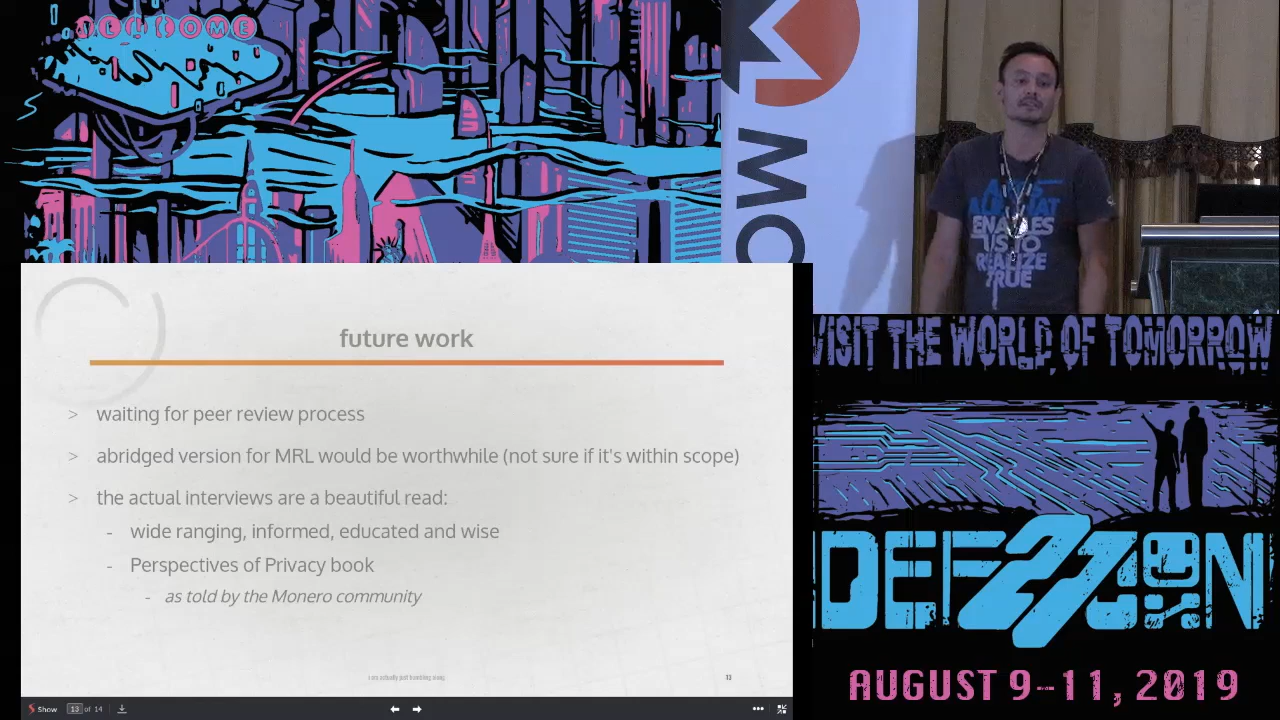 WELCOME
MO
ENABLES
US TO
REALIZE
TRUE
future work
> waiting for peer review process
> abridged version for MRL would be worthwhile (not sure if it's within scope)
> the actual interviews are a beautiful read:
- wide ranging, informed, educated and wise
- Perspectives of Privacy book
- as told by the Monero community
13
Show
13 of 14
VISIT THE WORLD OF TOMORROW
DEF 27 CON
AUGUST 9-11, 2019